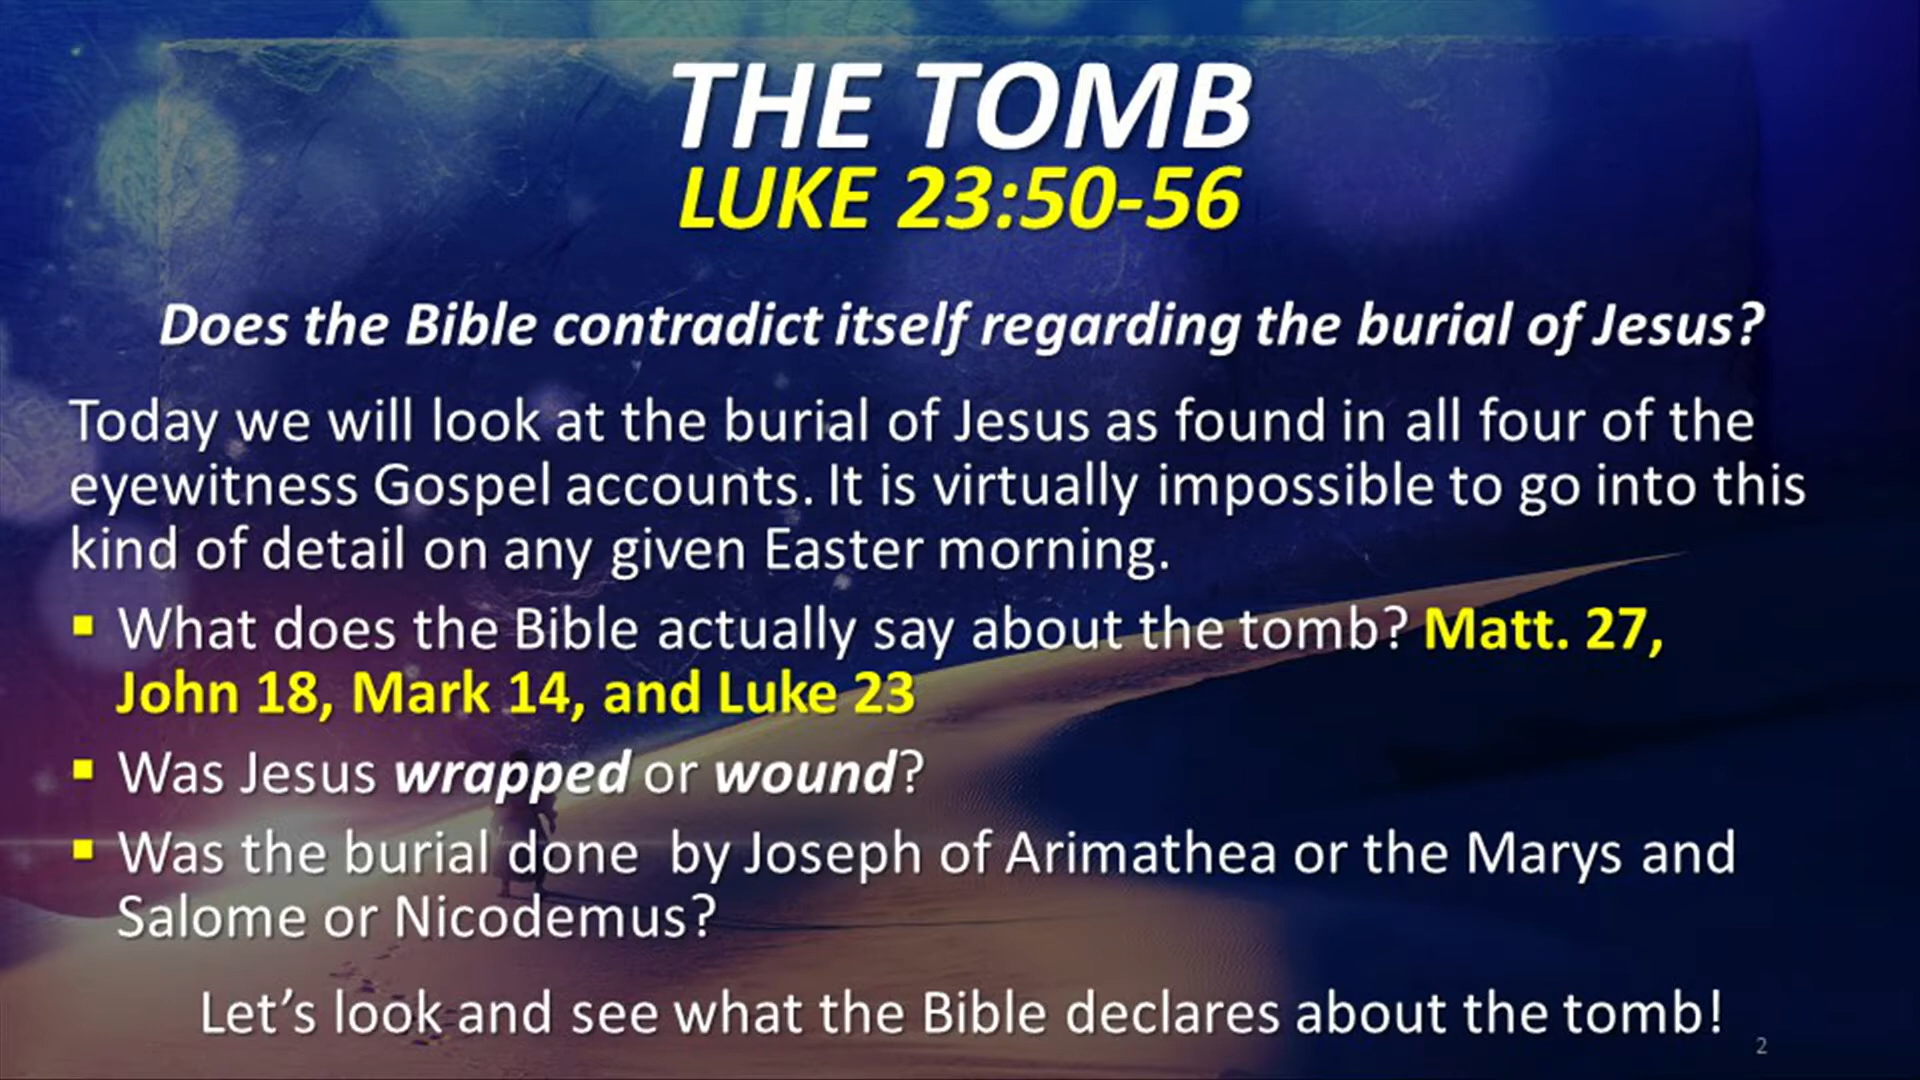 THE TOMB
LUKE 23:50-56
Does the Bible contradict itself regarding the burial of Jesus?
Today we will look at the burial of Jesus as found in all four of the
eyewitness Gospel accounts. It is virtually impossible to go into this
kind of detail on any given Easter morning.
▪ What does the Bible actually say about the tomb? Matt. 27,
John 18, Mark 14, and Luke 23
▪ Was Jesus wrapped or wound?
▪ Was the burial done  by Joseph of Arimathea or the Marys and
Salome or Nicodemus?
Let’s look and see what the Bible declares about the tomb!
2